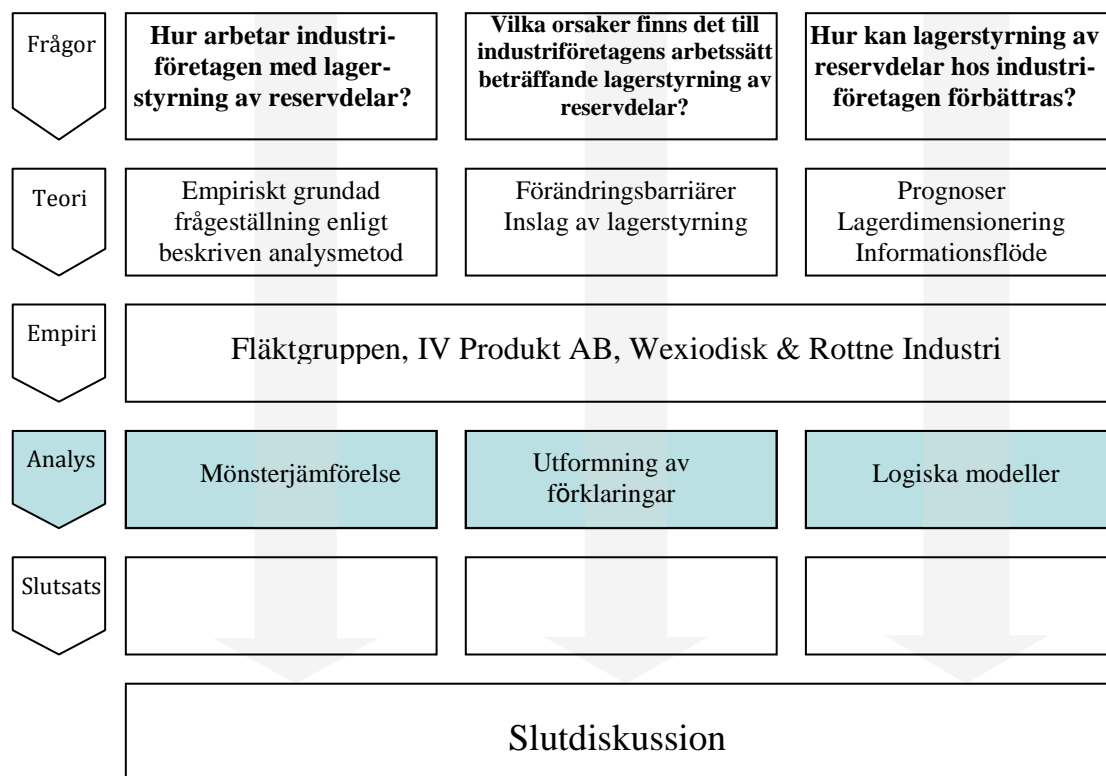 Frågor
Hur arbetar industri-
företagen med lager-
styrning av reservdelar?
Vilka orsaker finns det till
industriföretagens arbetssätt
beträffande lagerstyrning av
reservdelar?
Hur kan lagerstyrning av
reservdelar hos industri-
företagen förbättras?
Teori
Empiriskt grundad
frågeställning enligt
beskriven analysmetod
Förändringsbarriärer
Inslag av lagerstyrning
Prognoser
Lagerdimensionering
Informationsflöde
Empiri
Fläktgruppen, IV Produkt AB, Wexiodisk & Rottne Industri
Analys
Mönsterjämförelse
Utformning av
förklaringar
Logiska modeller
Slutsats
Slutdiskussion